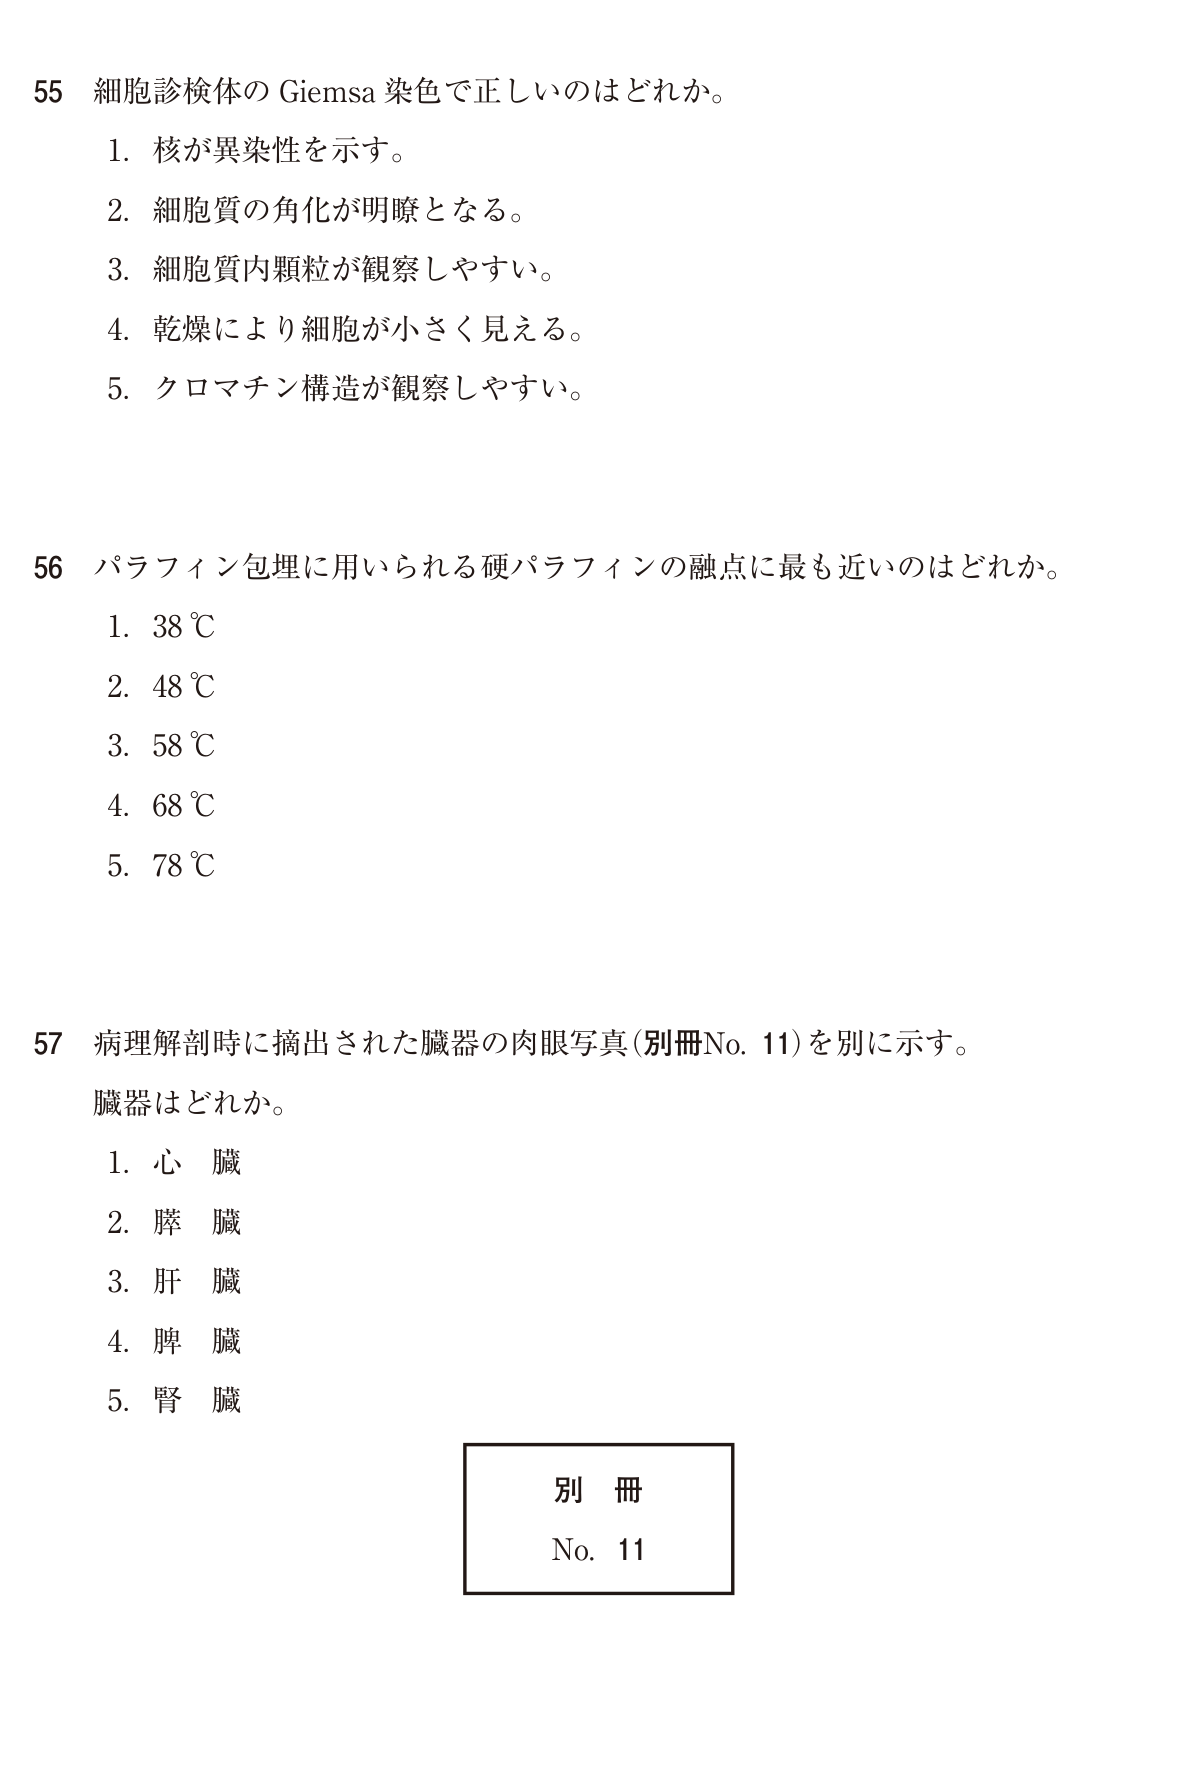 55 細胞診検体の Giemsa 染色で正しいのはどれか。
1. 核が異染性を示す。
2. 細胞質の角化が明瞭となる。
3. 細胞質内顆粒が観察しやすい。
4. 乾燥により細胞が小さく見える。
5. クロマチン構造が観察しやすい。
56 パラフィン包埋に用いられる硬パラフィンの融点に最も近いのはどれか。
1. 38 ℃
2. 48 ℃
3. 58 ℃
4. 68 ℃
5. 78 ℃
57 病理解剖時に摘出された臓器の肉眼写真(別冊No. 11)を別に示す。
臓器はどれか。
1. 心 臓
2. 膵 臓
3. 肝 臓
4. 脾 臓
5. 腎 臓
別 冊
No. 11